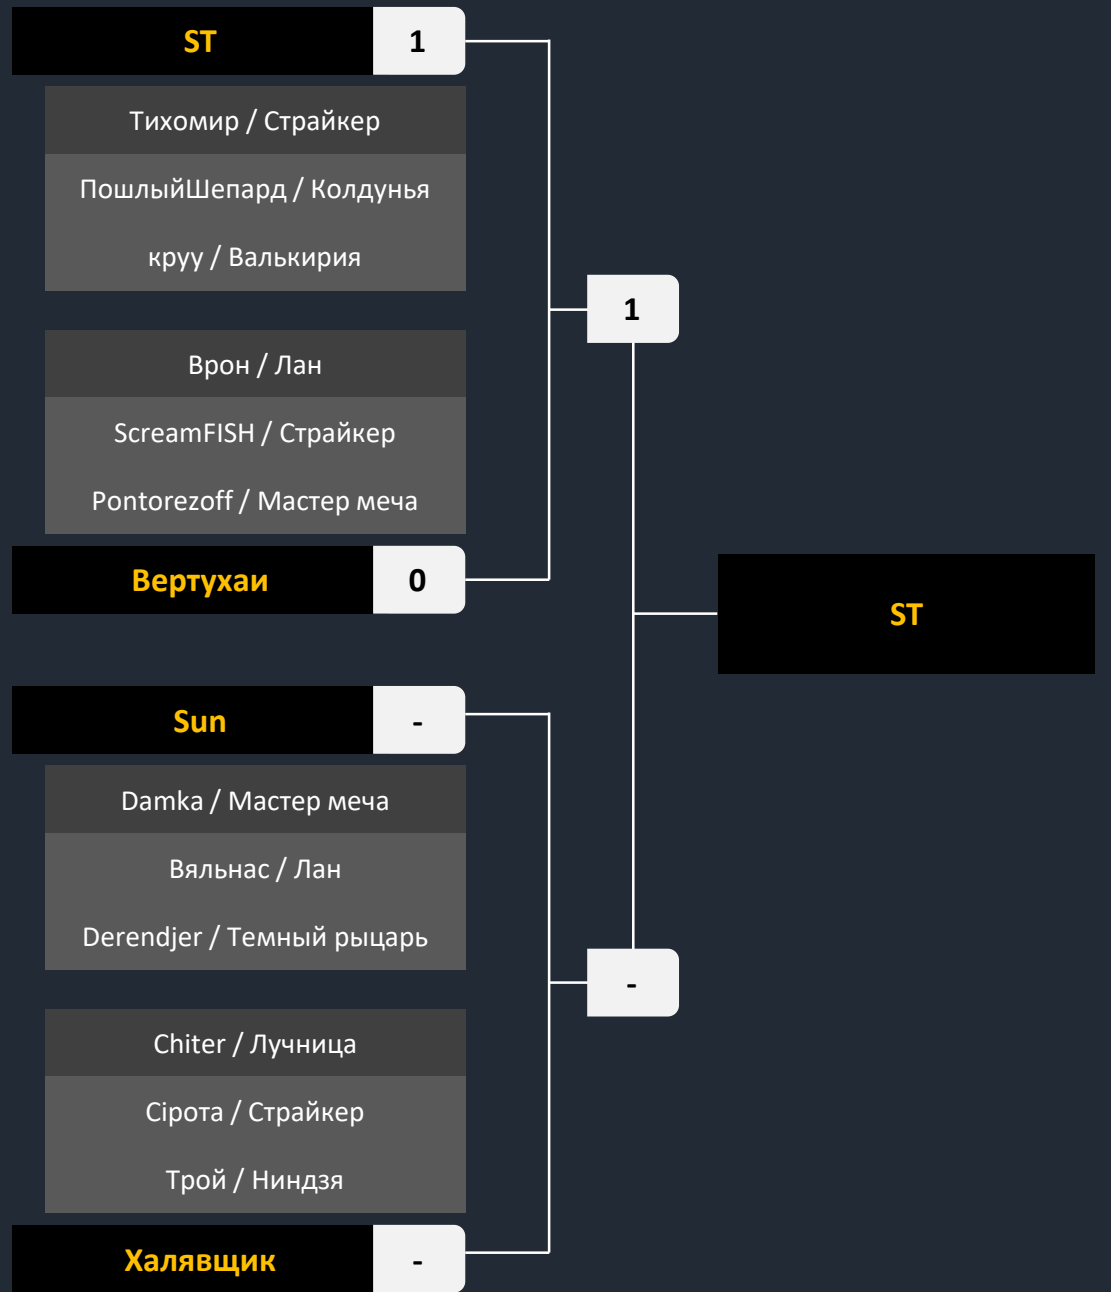 ST 1
Тихомир / Страйкер
ПошлыйШепард / Колдунья
круу / Валькирия
1
Врон / Лан
ScreamFISH / Страйкер
Pontorezoff / Мастер меча
Вертухаи 0
ST
Sun -
Damka / Мастер меча
Вяльнас / Лан
Derendjer / Темный рыцарь
-
Chiter / Лучница
Сірота / Страйкер
Трой / Ниндзя
Халявщик -